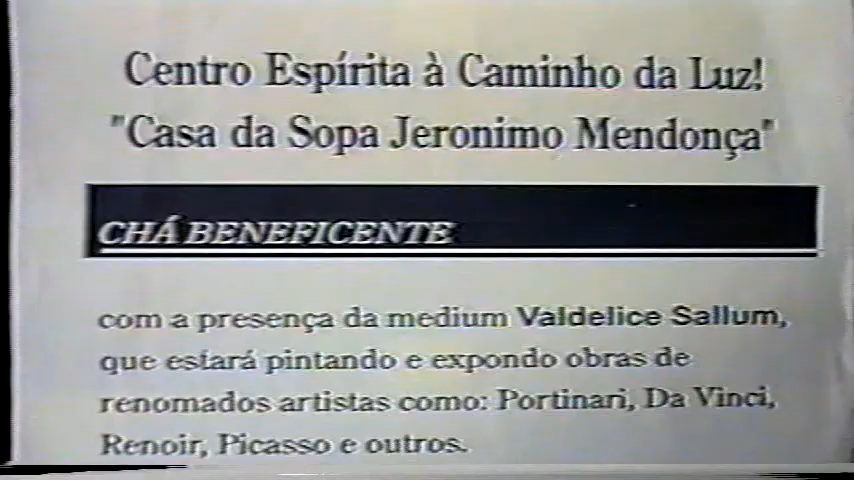 Centro Espírita à Caminho da Luz!
"Casa da Sopa Jeronimo Mendonça"
CHÁ BENEFICENTE
com a presença da medium Valdelice Sallum,
que estará pintando e expondo obras de
renomados artistas como: Portinari, Da Vinci,
Renoir, Picasso e outros.